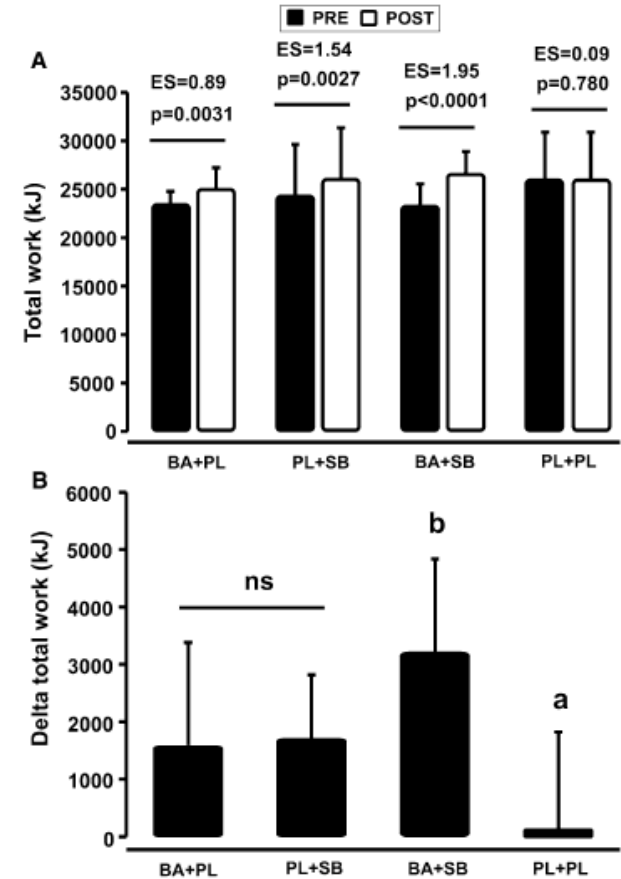 PRE POST
A
ES=0.89
p=0.0031
ES=1.54
p=0.0027
ES=1.95
p<0.0001
ES=0.09
p=0.780
Total work (kJ)
35000
30000
25000
20000
15000
10000
5000
0
BA+PL PL+SB BA+SB PL+PL
B
Delta total work (kJ)
6000
5000
4000
3000
2000
1000
0
ns
b
a
BA+PL PL+SB BA+SB PL+PL